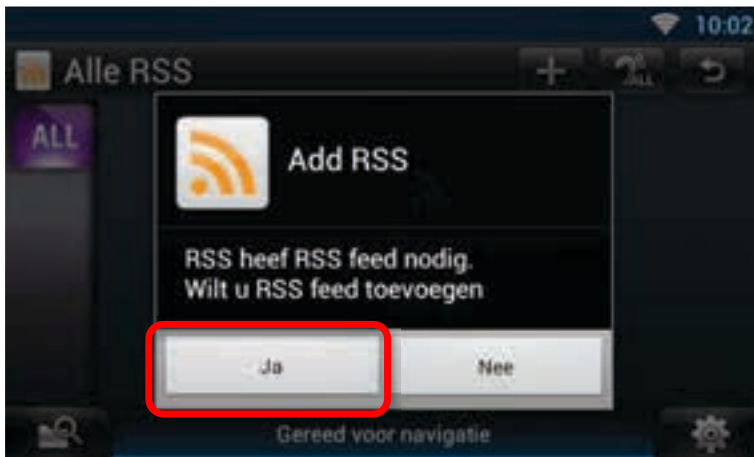 10:02
Alle RSS
ALL
ALL
Add RSS
RSS heef RSS feed nodig.
Wilt u RSS feed toevoegen
Ja
Nee
Gereed voor navigatie